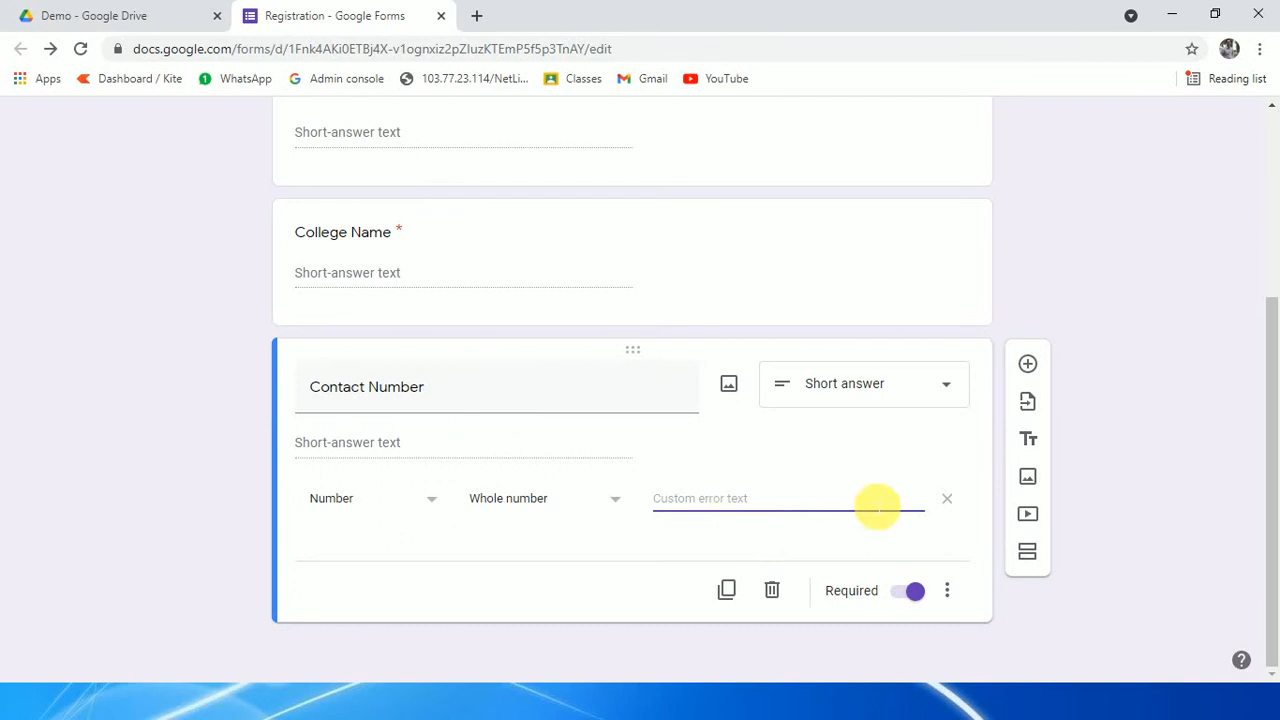 Demo - Google Drive
Registration - Google Forms
docs.google.com/forms/d/1Fnk4AKi0ETBj4X-v1ognxiz2pZIuzKTEmP5f5p3TnAY/edit
Apps
Dashboard / Kite
WhatsApp
Admin console
103.77.23.114/NetLi...
Classes
Gmail
YouTube
Reading list
Short-answer text
College Name *
Short-answer text
Contact Number
Short answer
Short-answer text
Number
Whole number
Custom error text
Required